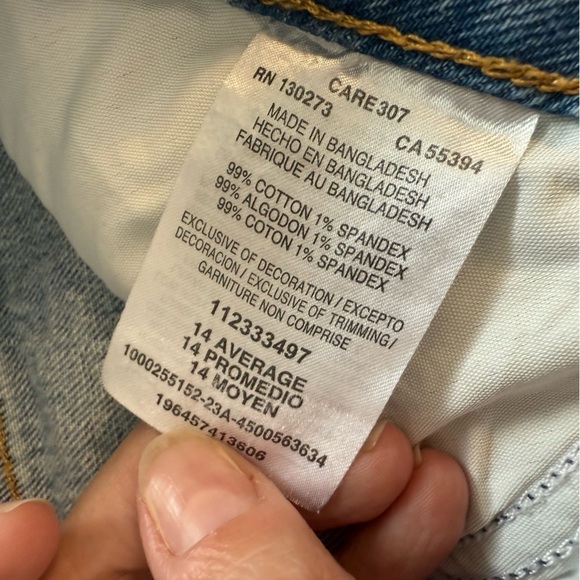 CARE307
RN 130273 CA 55394
MADE IN BANGLADESH
HECHO EN BANGLADESH
FABRIQUE AU BANGLADESH
99% COTTON 1% SPANDEX
99% ALGODON 1% SPANDEX
99% COTON 1% SPANDEX
EXCLUSIVE OF DECORATION / EXCEPTO
DECORACION / EXCLUSIVE OF TRIMMING /
GARNITURE NON COMPRISE
112333497
14 AVERAGE
14 PROMEDIO
14 MOYEN
1000255152-23A-4500563634
196457413606